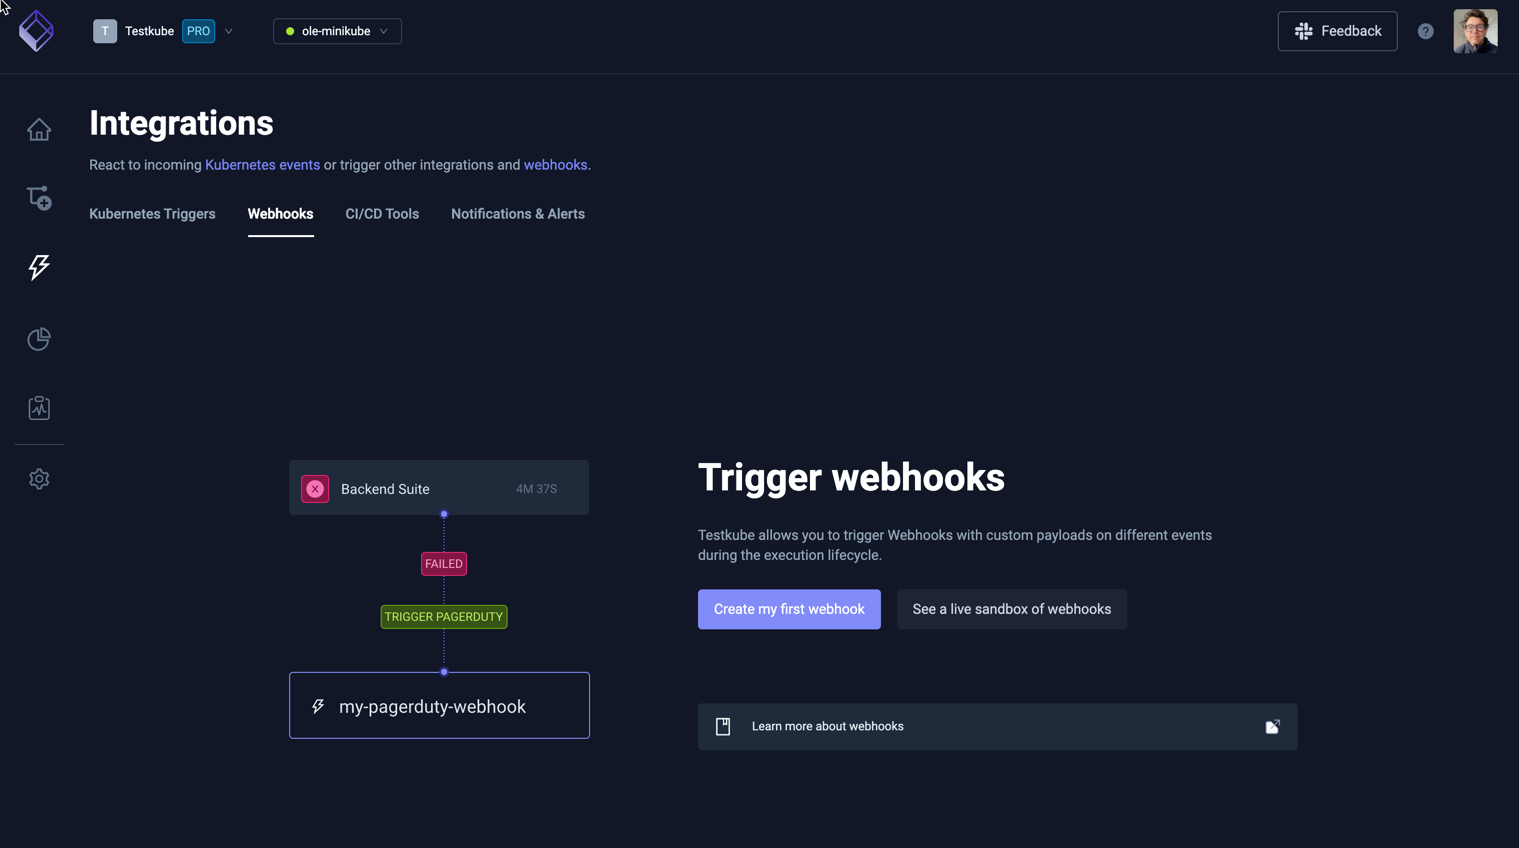 T Testkube PRO
ole-minikube
Feedback
?
Integrations
React to incoming Kubernetes events or trigger other integrations and webhooks.
Kubernetes Triggers Webhooks CI/CD Tools Notifications & Alerts
Backend Suite 4M 37S
FAILED
TRIGGER PAGERDUTY
my-pagerduty-webhook
Trigger webhooks
Testkube allows you to trigger Webhooks with custom payloads on different events
during the execution lifecycle.
Create my first webhook See a live sandbox of webhooks
Learn more about webhooks